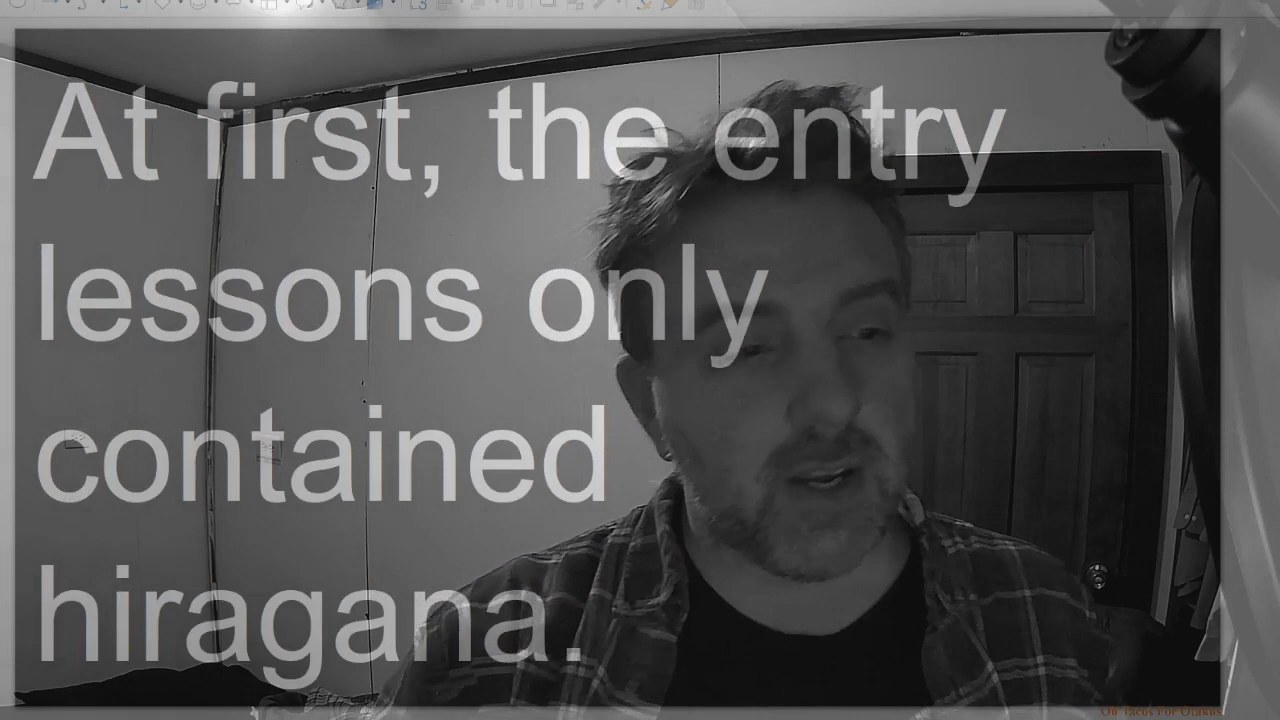 At first, the entry
lessons only
contained
hiragana.